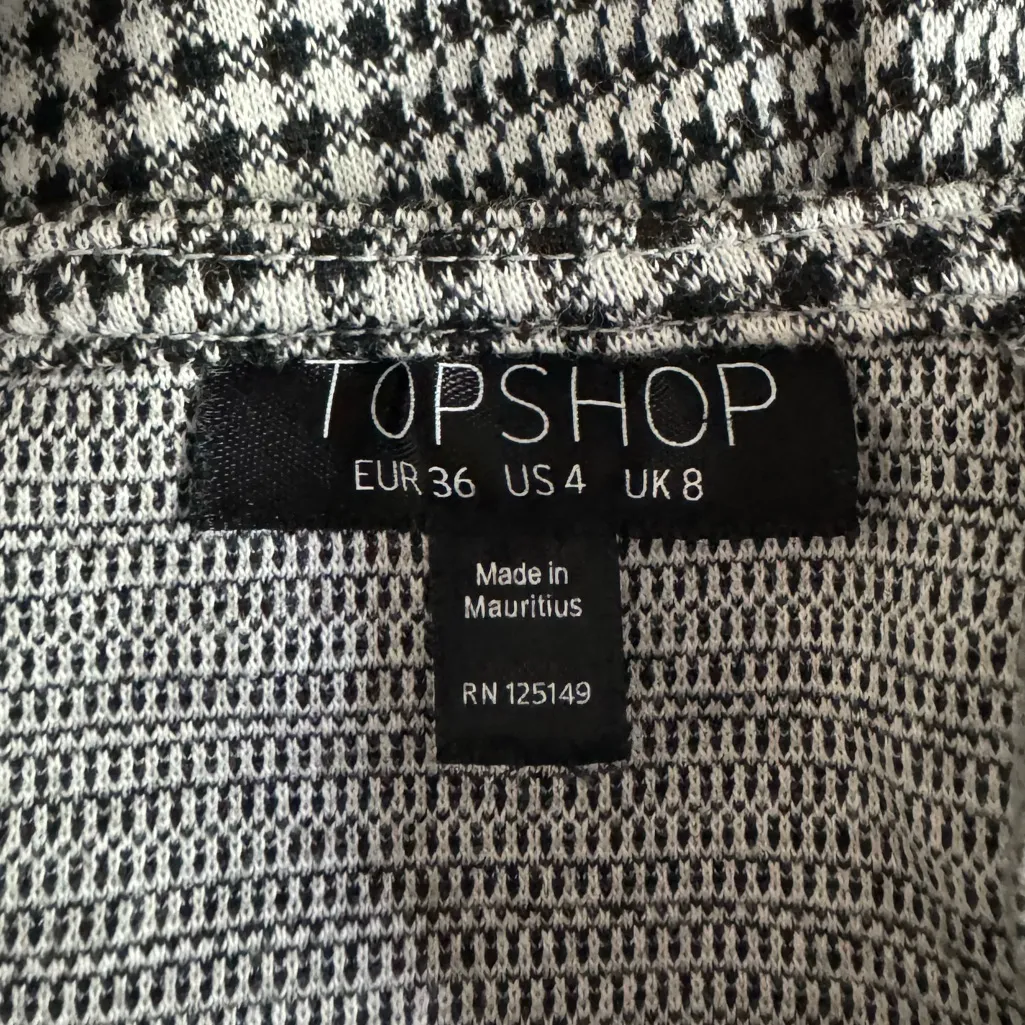 TOPSHOP
EUR 36 US 4 UK 8
Made in
Mauritius
RN 125149